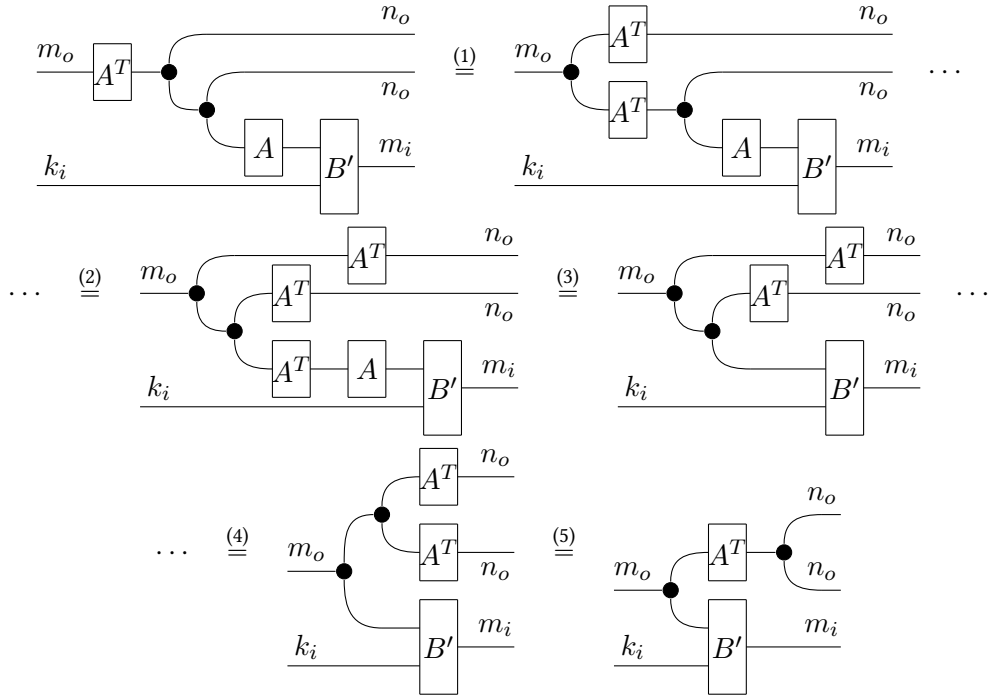 n_o n_o
m_o A^T (1) = m_o A^T
n_o A^T n_o ...
A m_i A m_i
k_i B′ k_i B′
n_o n_o
... (2) = m_o A^T (3) = m_o A^T ...
A^T n_o A^T n_o
A^T A m_i m_i
k_i B′ k_i B′
n_o
A^T n_o
... (4) = m_o A^T (5) = m_o A^T
n_o n_o
k_i B′ m_i k_i B′ m_i